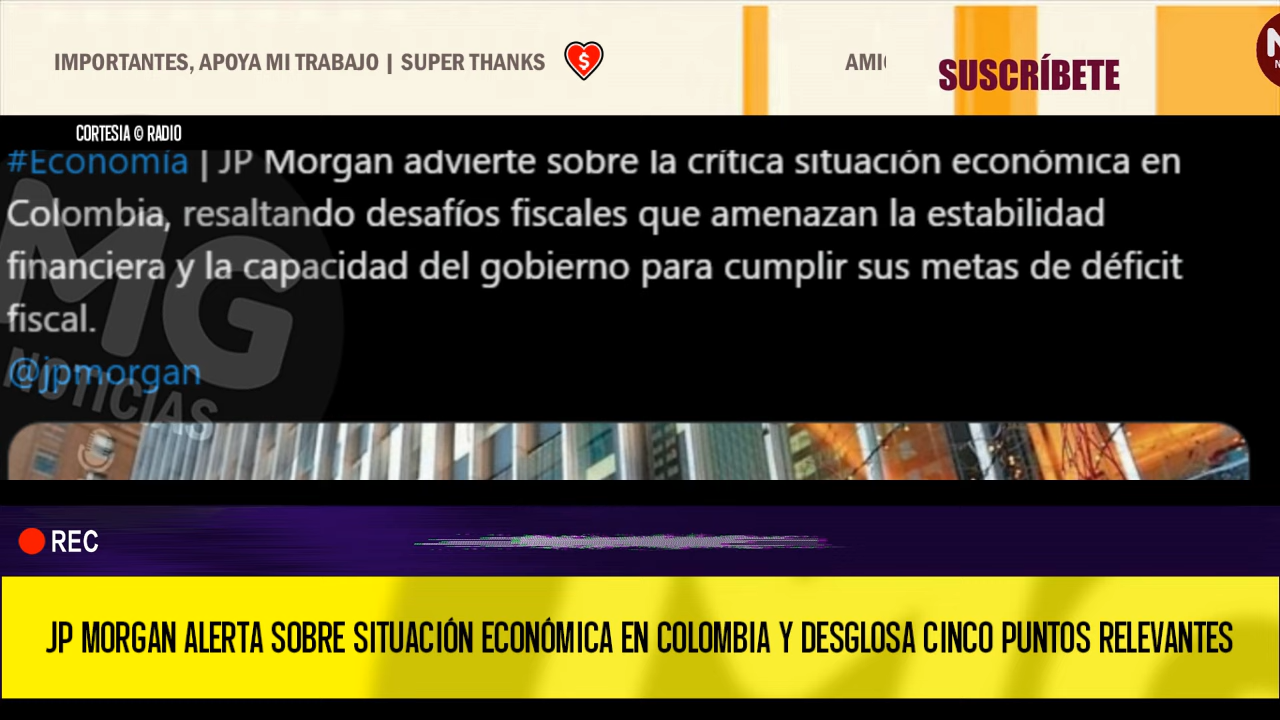 IMPORTANTES, APOYA MI TRABAJO | SUPER THANKS
SUSCRÍBETE
CORTESIA © RADIO
#Economía | JP Morgan advierte sobre la crítica situación económica en
Colombia, resaltando desafíos fiscales que amenazan la estabilidad
financiera y la capacidad del gobierno para cumplir sus metas de déficit
fiscal.
@jpmorgan
MG
NOTICIAS
REC
JP MORGAN ALERTA SOBRE SITUACIÓN ECONÓMICA EN COLOMBIA Y DESGLOSA CINCO PUNTOS RELEVANTES